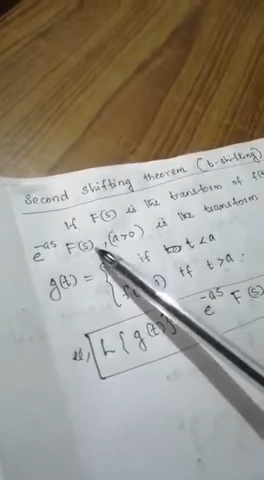 Second shifting theorem (t-shifting)
If F(s) is the transform of
e^-as F(s), (a>0) is the transform
g(t) = { if t < a
if t > a
L{g(t)} e^-as F(s)